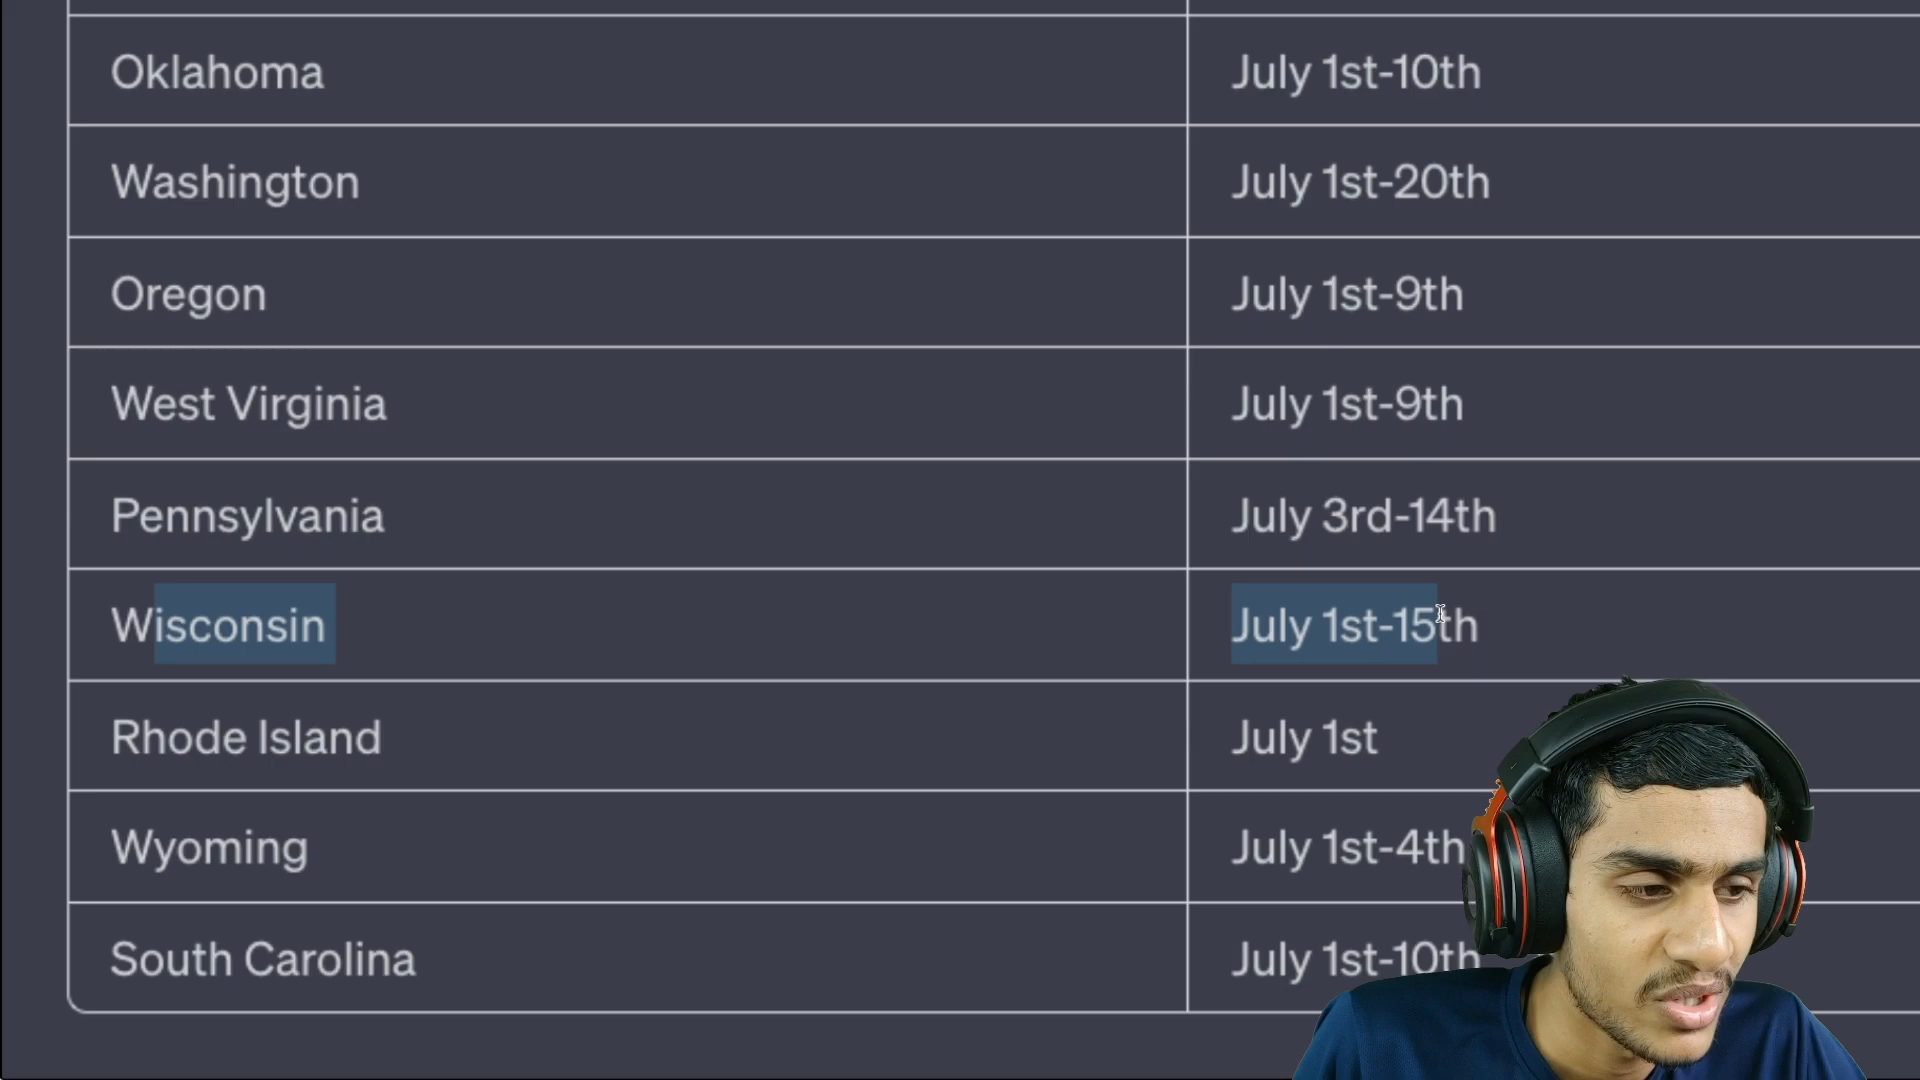 Oklahoma July 1st-10th
Washington July 1st-20th
Oregon July 1st-9th
West Virginia July 1st-9th
Pennsylvania July 3rd-14th
Wisconsin July 1st-15th
Rhode Island July 1st
Wyoming July 1st-4th
South Carolina July 1st-10th